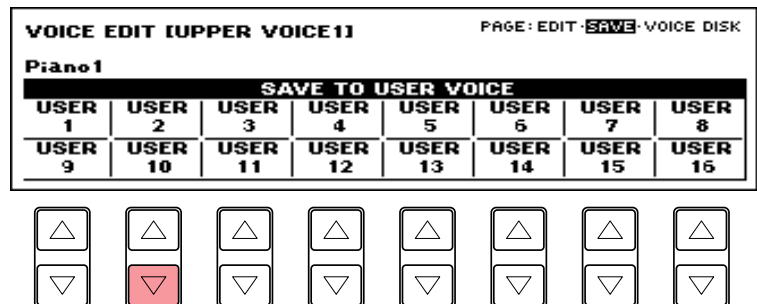 VOICE EDIT [UPPER VOICE1] PAGE: EDIT·SAVE·VOICE DISK
Piano1
SAVE TO USER VOICE
USER USER USER USER USER USER USER USER
1 2 3 4 5 6 7 8
USER USER USER USER USER USER USER USER
9 10 11 12 13 14 15 16